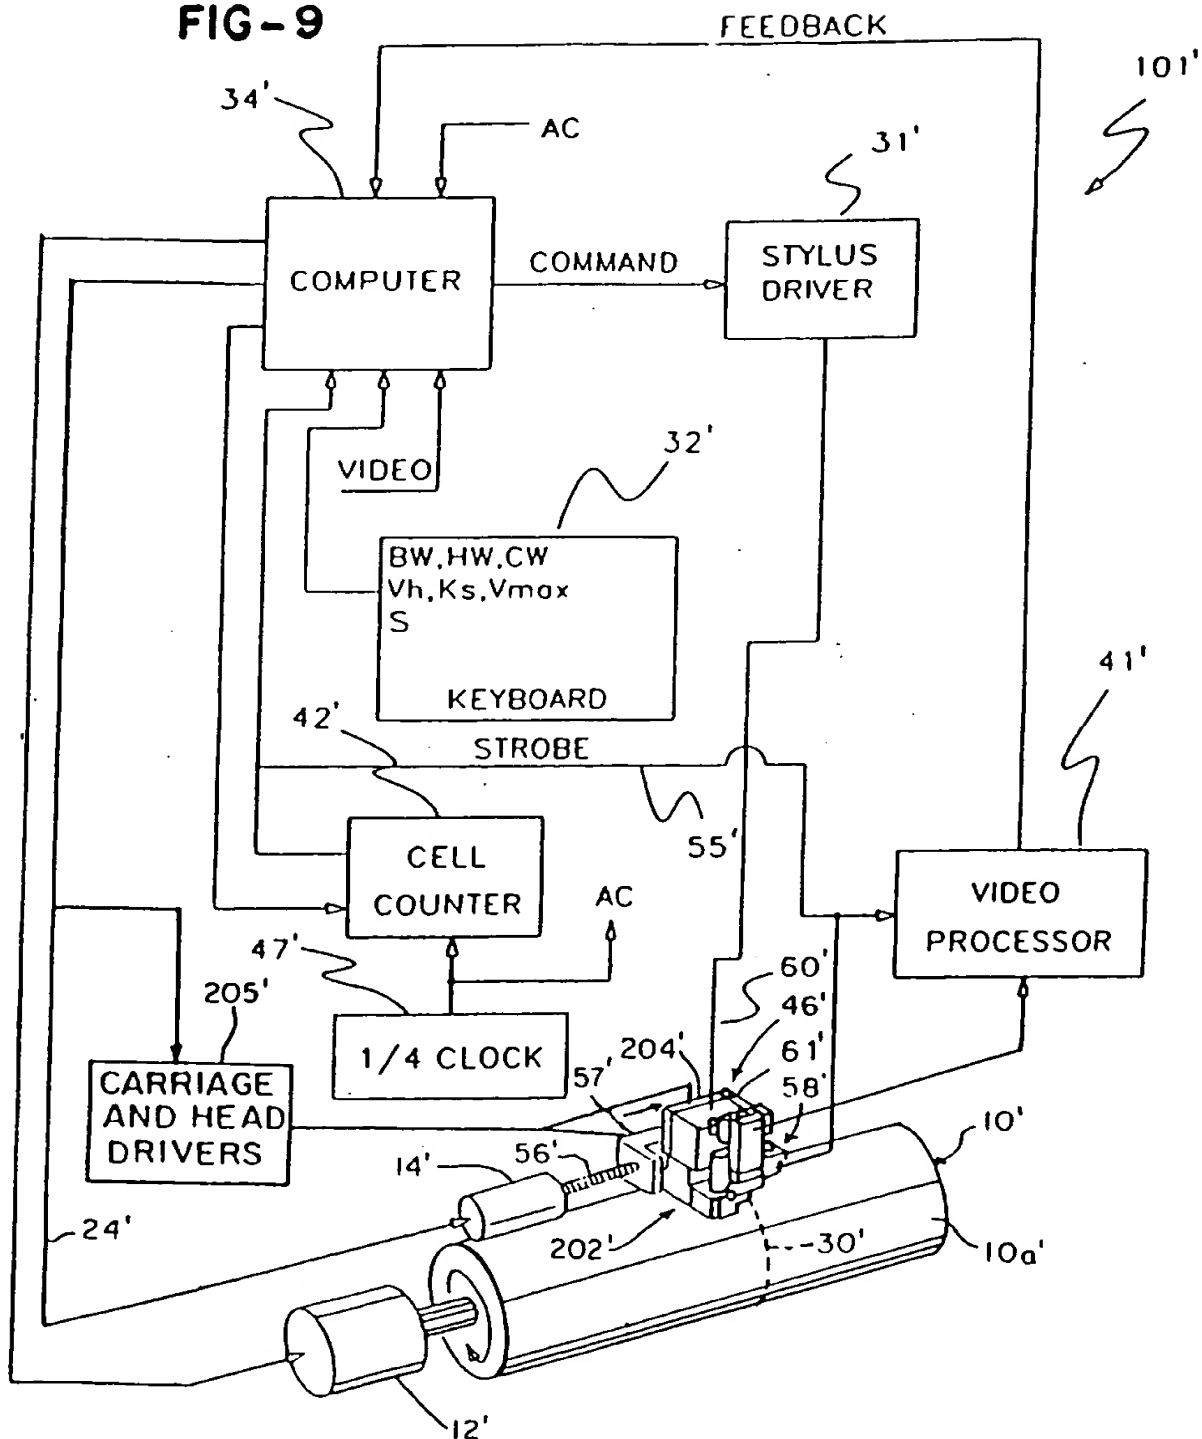 FIG-9
FEEDBACK
101'
34'
AC
31'
COMPUTER
COMMAND
STYLUS
DRIVER
VIDEO
32'
BW,HW,CW
Vh,Ks,Vmax
S
KEYBOARD
42'
STROBE
41'
55'
CELL
COUNTER
AC
VIDEO
PROCESSOR
47'
205'
1/4 CLOCK
60'
46'
204'
61'
57'
58'
CARRIAGE
AND HEAD
DRIVERS
14'
56'
10'
24'
202'
30'
10a'
12'